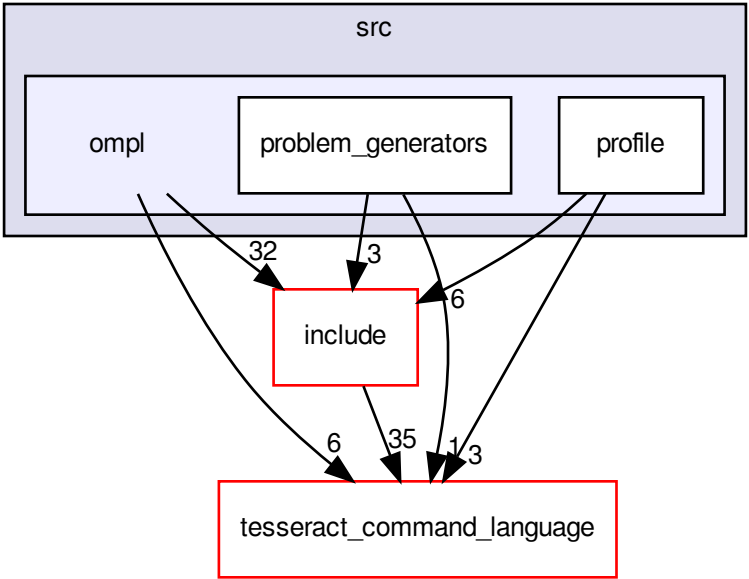 src
ompl
problem_generators
profile
32
3
6
include
6
35
1
3
tesseract_command_language